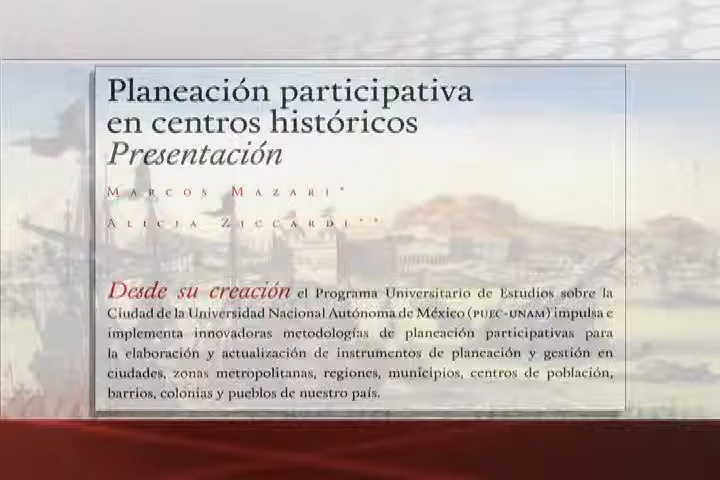 Planeación participativa
en centros históricos
Presentación
MARCOS MAZARI*
ALICIA ZICCARDI**
Desde su creación el Programa Universitario de Estudios sobre la
Ciudad de la Universidad Nacional Autónoma de México (PUEC-UNAM) impulsa e
implementa innovadoras metodologías de planeación participativas para
la elaboración y actualización de instrumentos de planeación y gestión en
ciudades, zonas metropolitanas, regiones, municipios, centros de población,
barrios, colonias y pueblos de nuestro país.